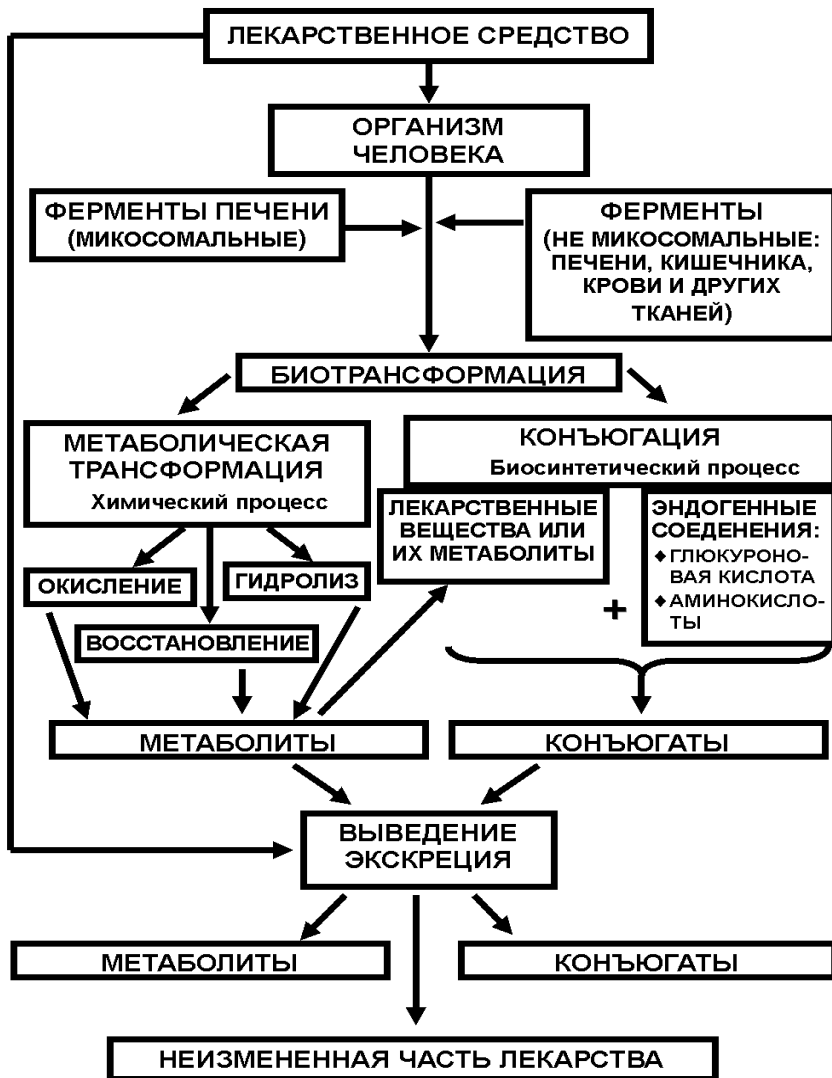 ЛЕКАРСТВЕННОЕ СРЕДСТВО
ОРГАНИЗМ
ЧЕЛОВЕКА
ФЕРМЕНТЫ ПЕЧЕНИ
(МИКОСОМАЛЬНЫЕ)
ФЕРМЕНТЫ
(НЕ МИКОСОМАЛЬНЫЕ:
ПЕЧЕНИ, КИШЕЧНИКА,
КРОВИ И ДРУГИХ
ТКАНЕЙ)
БИОТРАНСФОРМАЦИЯ
МЕТАБОЛИЧЕСКАЯ
ТРАНСФОРМАЦИЯ
Химический процесс
КОНЪЮГАЦИЯ
Биосинтетический процесс
ЛЕКАРСТВЕННЫЕ
ВЕЩЕСТВА ИЛИ
ИХ МЕТАБОЛИТЫ
+
ЭНДОГЕННЫЕ
СОЕДЕНЕНИЯ:
◆ ГЛЮКУРОНО-
ВАЯ КИСЛОТА
◆ АМИНОКИСЛО-
ТЫ
ОКИСЛЕНИЕ
ГИДРОЛИЗ
ВОССТАНОВЛЕНИЕ
МЕТАБОЛИТЫ
КОНЪЮГАТЫ
ВЫВЕДЕНИЕ
ЭКСКРЕЦИЯ
МЕТАБОЛИТЫ
КОНЪЮГАТЫ
НЕИЗМЕНЕННАЯ ЧАСТЬ ЛЕКАРСТВА